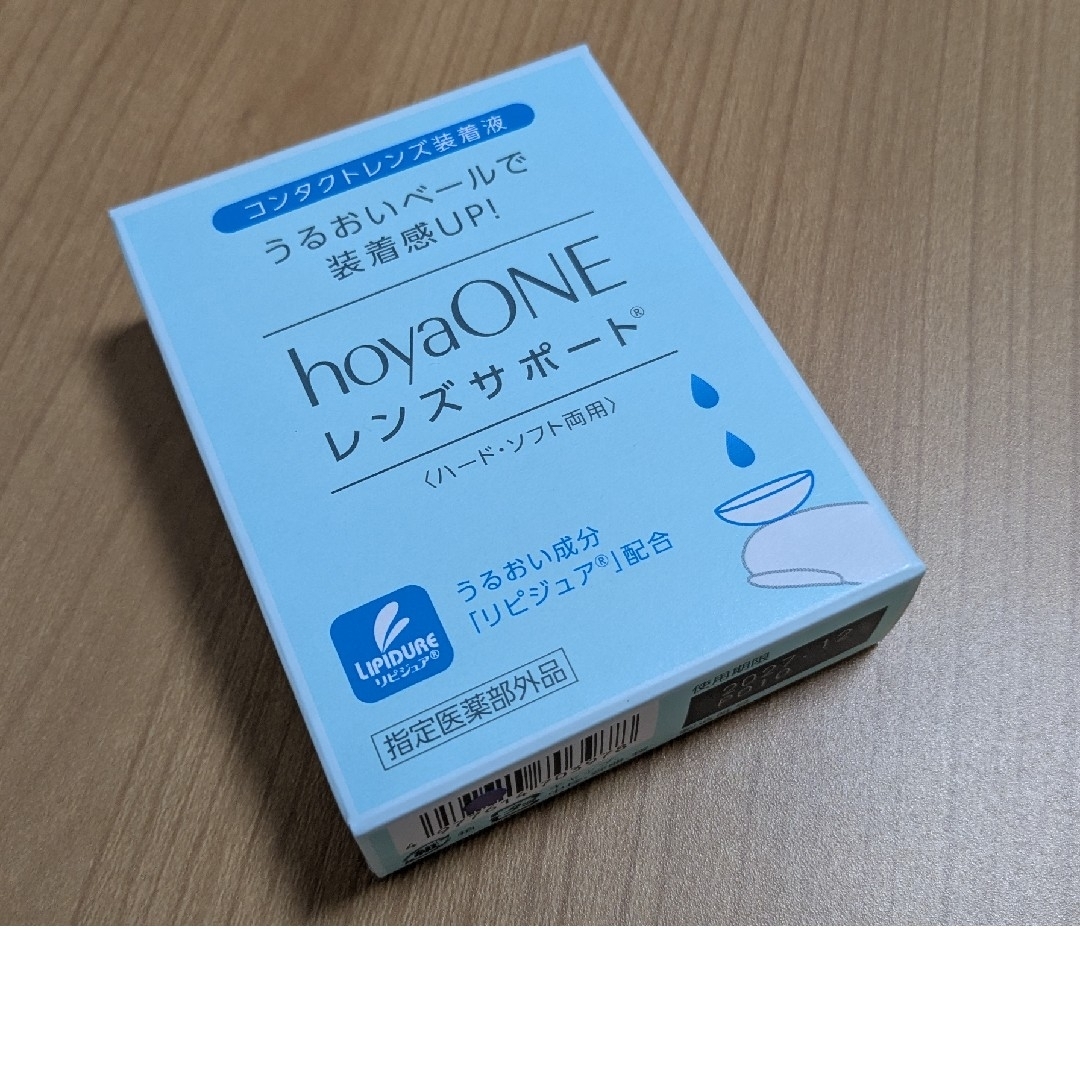 コンタクトレンズ装着液
うるおいベールで
装着感UP!
hoyaONE
レンズサポート®
〈ハード・ソフト両用〉
うるおい成分
「リピジュア®」配合
LIPIDURE
リピジュア®
指定医薬部外品
使用期限
2027.12